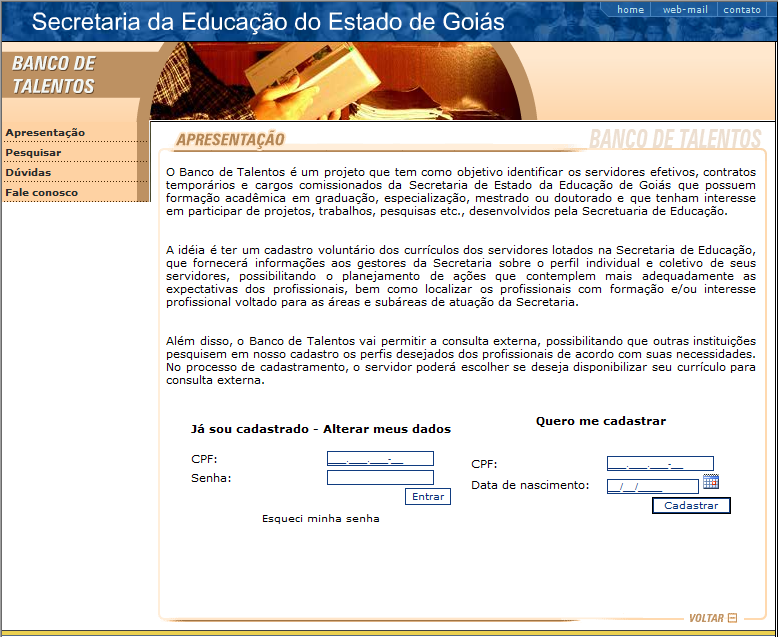 Secretaria da Educação do Estado de Goiás
home
web-mail
contato
BANCO DE
TALENTOS
Apresentação
Pesquisar
Dúvidas
Fale conosco
APRESENTAÇÃO
BANCO DE TALENTOS
O Banco de Talentos é um projeto que tem como objetivo identificar os servidores efetivos, contratos
temporários e cargos comissionados da Secretaria de Estado da Educação de Goiás que possuem
formação acadêmica em graduação, especialização, mestrado ou doutorado e que tenham interesse
em participar de projetos, trabalhos, pesquisas etc., desenvolvidos pela Secretuaria de Educação.
A idéia é ter um cadastro voluntário dos currículos dos servidores lotados na Secretaria de Educação,
que fornecerá informações aos gestores da Secretaria sobre o perfil individual e coletivo de seus
servidores, possibilitando o planejamento de ações que contemplem mais adequadamente as
expectativas dos profissionais, bem como localizar os profissionais com formação e/ou interesse
profissional voltado para as áreas e subáreas de atuação da Secretaria.
Além disso, o Banco de Talentos vai permitir a consulta externa, possibilitando que outras instituições
pesquisem em nosso cadastro os perfis desejados dos profissionais de acordo com suas necessidades.
No processo de cadastramento, o servidor poderá escolher se deseja disponibilizar seu currículo para
consulta externa.
Já sou cadastrado - Alterar meus dados
CPF: ___.___.___-__
Senha:
Entrar
Esqueci minha senha
Quero me cadastrar
CPF: ___.___.___-__
Data de nascimento: __/__/____
Cadastrar
VOLTAR